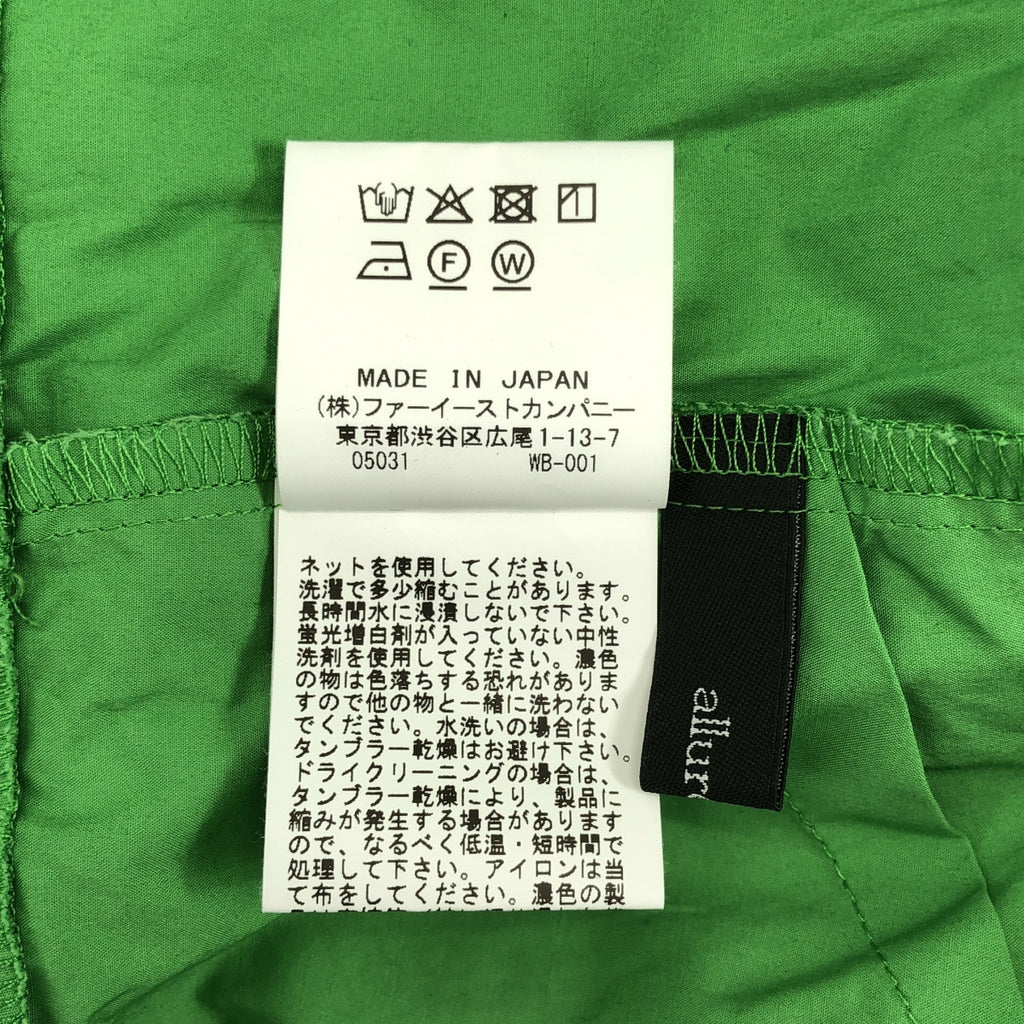 F
W
MADE IN JAPAN
(株)ファーイーストカンパニー
東京都渋谷区広尾1-13-7
05031 WB-001
ネットを使用してください。
洗濯で多少縮むことがあります。
長時間水に浸漬しないで下さい。
蛍光増白剤が入っていない中性
洗剤を使用してください。濃色
の物は色落ちする恐れがありま
すので他の物と一緒に洗わない
でください。水洗いの場合は、
タンブラー乾燥はお避け下さい。
ドライクリーニングの場合は、
タンブラー乾燥により、製品に
縮みが発生する場合があります
ので、なるべく低温・短時間で
処理して下さい。アイロンは当
て布をしてください。濃色の製
allur